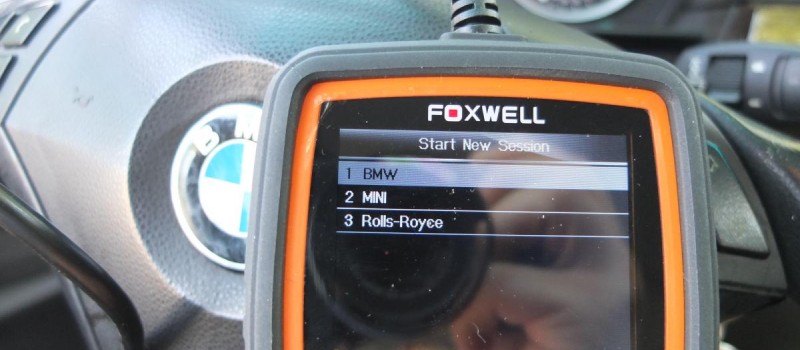 FOXWELL
Start New Session
1 BMW
2 MINI
3 Rolls-Royce
B M